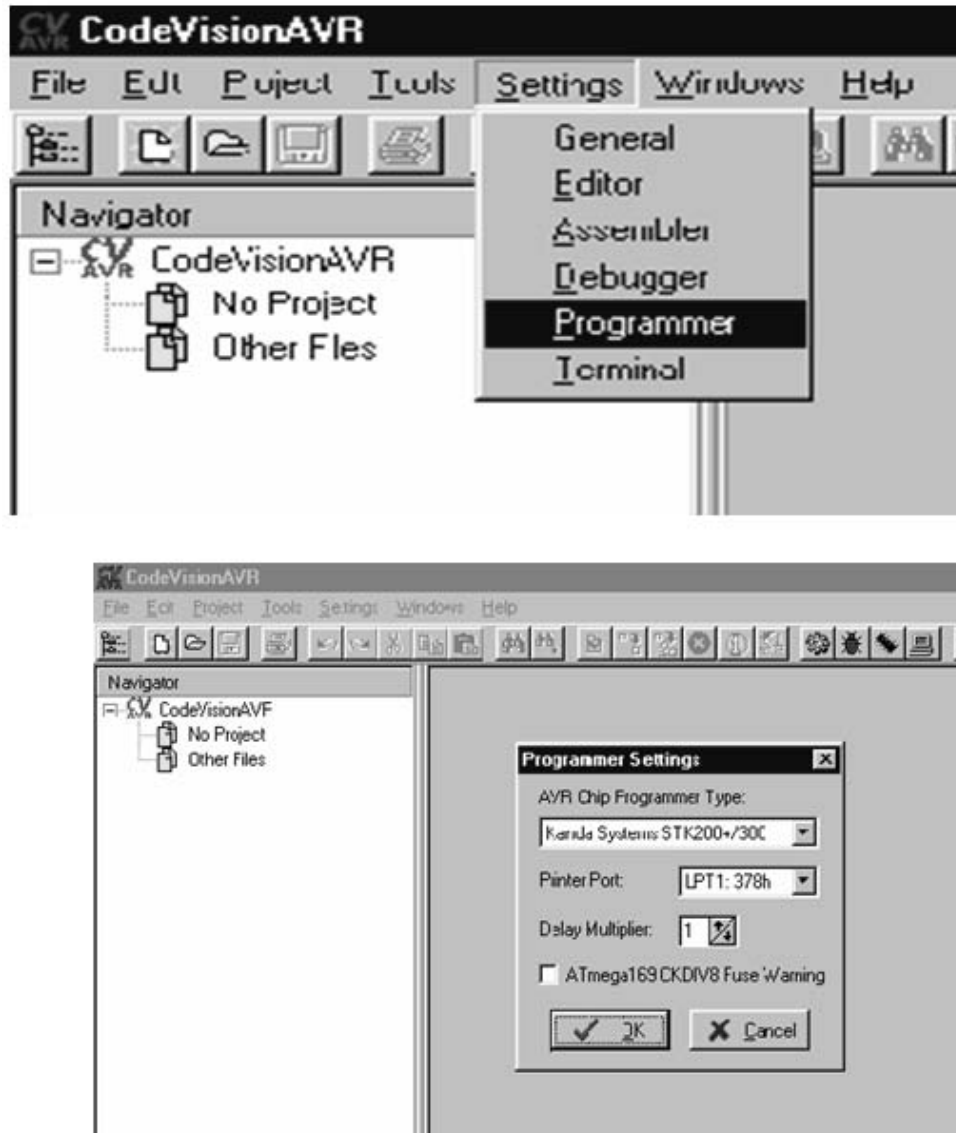 CodeVisionAVR
File Edit Project Tools Settings Windows Help
General
Editor
Assembler
Debugger
Programmer
Terminal
Navigator
CodeVisionAVR
No Project
Other Files
CodeVisionAVR
File Edit Project Tools Settings Windows Help
Navigator
CodeVisionAVR
No Project
Other Files
Programmer Settings
AVR Chip Programmer Type:
Kanda Systems STK200+/300
Printer Port: LPT1: 378h
Delay Multiplier: 1
ATmega169 CKDIV8 Fuse Warning
OK Cancel